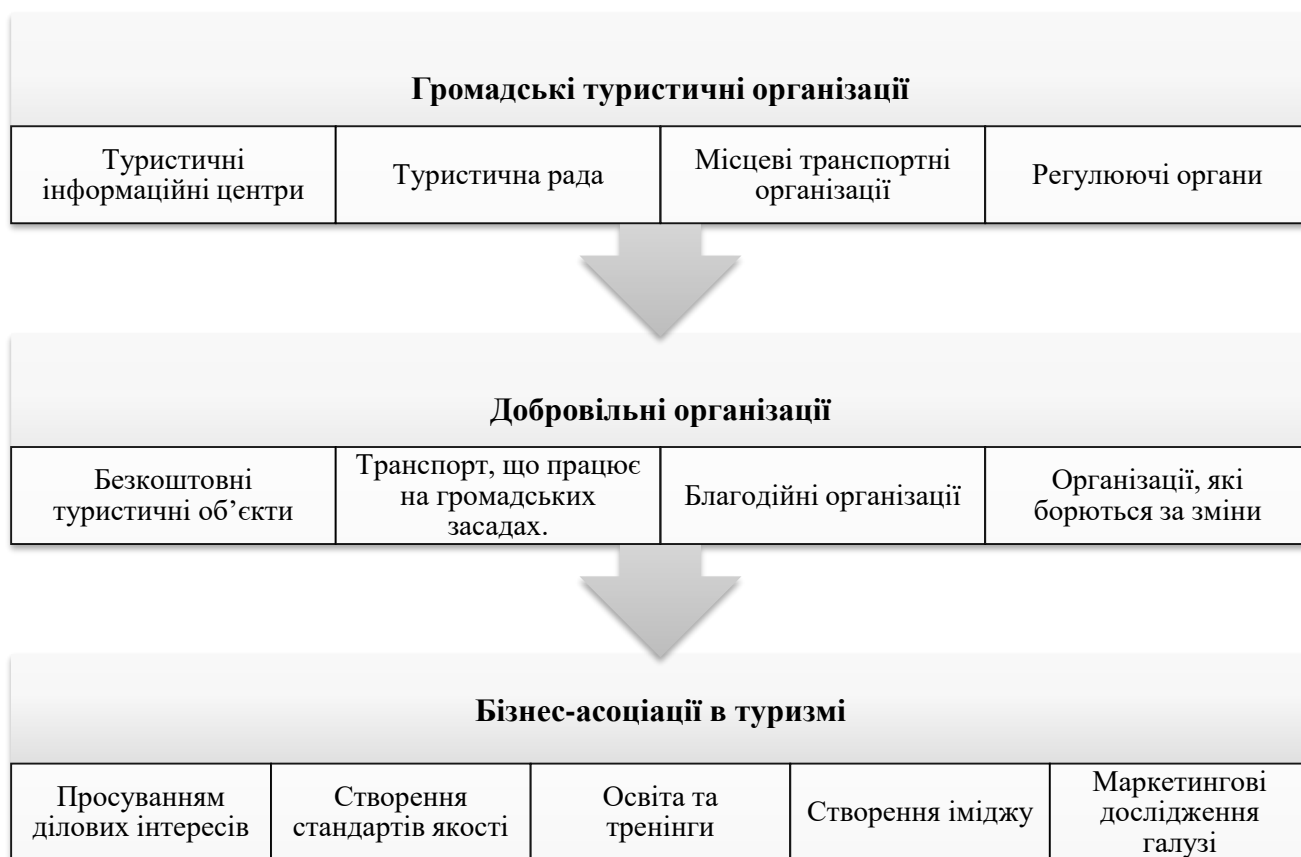 Громадські туристичні організації
Туристичні
інформаційні центри
Туристична рада
Місцеві транспортні
організації
Регулюючі органи
Добровільні організації
Безкоштовні
туристичні об’єкти
Транспорт, що працює
на громадських
засадах.
Благодійні організації
Організації, які
борються за зміни
Бізнес-асоціації в туризмі
Просуванням
ділових інтересів
Створення
стандартів якості
Освіта та
тренінги
Створення іміджу
Маркетингові
дослідження
галузі